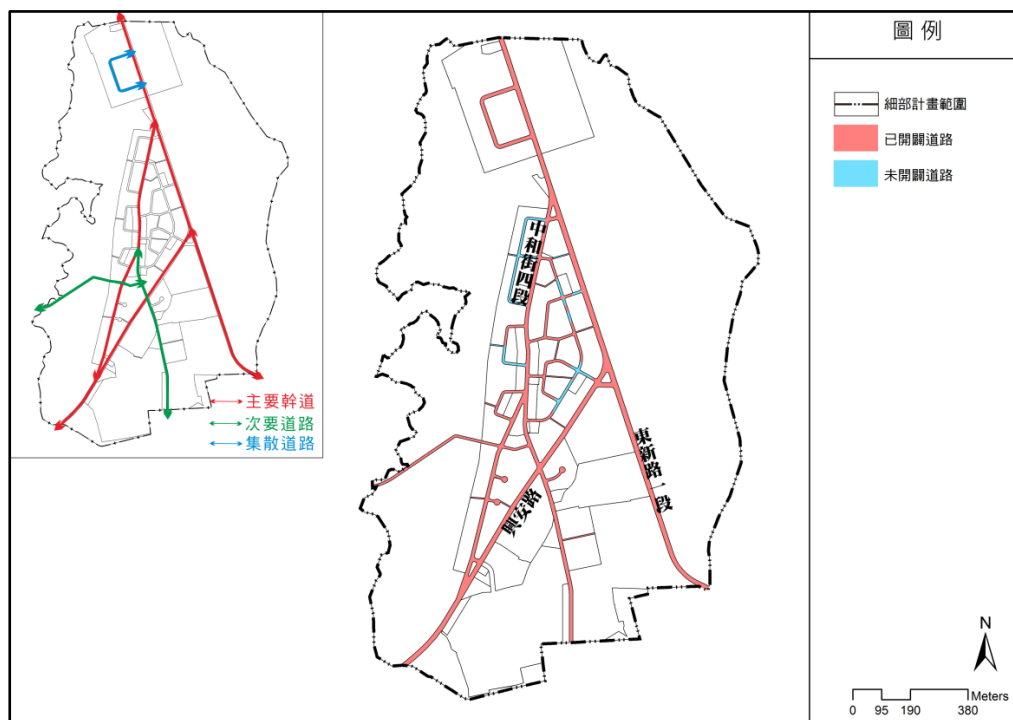 圖例
細部計畫範圍
已開闢道路
未開闢道路
中和街四段
東新路一段
興安路
主要幹道
次要道路
集散道路
N
Meters
0 95 190 380